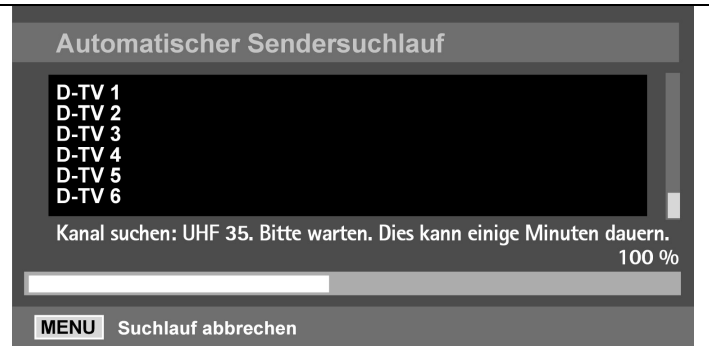 Automatischer Sendersuchlauf
D-TV 1
D-TV 2
D-TV 3
D-TV 4
D-TV 5
D-TV 6
Kanal suchen: UHF 35. Bitte warten. Dies kann einige Minuten dauern.
100 %
MENU Suchlauf abbrechen